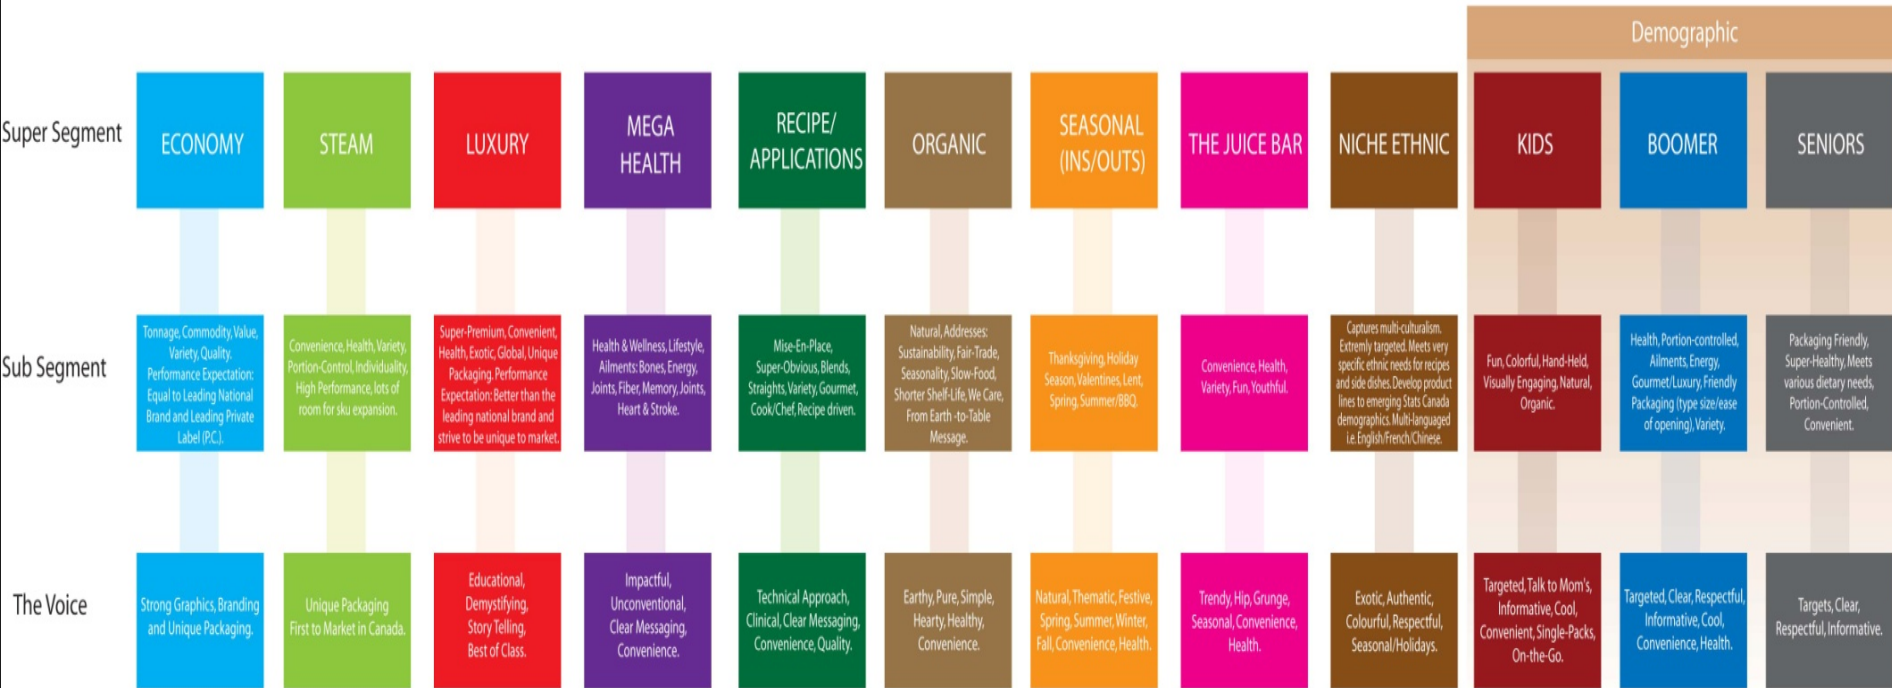 Demographic
Super Segment
ECONOMY
STEAM
LUXURY
MEGA
HEALTH
RECIPE/
APPLICATIONS
ORGANIC
SEASONAL
(INS/OUTS)
THE JUICE BAR
NICHE ETHNIC
KIDS
BOOMER
SENIORS
Sub Segment
Tonnage, Commodity, Value,
Variety, Quality.
Performance Expectation:
Equal to Leading National
Brand and Leading Private
Label (P.C.).
Convenience, Health, Variety,
Portion-Control, Individuality,
High Performance, lots of
room for sku expansion.
Super-Premium, Convenient,
Health, Exotic, Global, Unique
Packaging. Performance
Expectation: Better than the
leading national brand and
strive to be unique to market.
Health & Wellness, Lifestyle,
Ailments: Bones, Energy,
Joints, Fiber, Memory, Joints,
Heart & Stroke.
Mise-En-Place,
Super-Obvious, Blends,
Straights, Variety, Gourmet,
Cook/Chef, Recipe driven.
Natural, Addresses:
Sustainability, Fair-Trade,
Seasonality, Slow-Food,
Shorter Shelf-Life, We Care,
From Earth -to-Table
Message.
Thanksgiving, Holiday
Season, Valentines, Lent,
Spring, Summer/BBQ.
Convenience, Health,
Variety, Fun, Youthful.
Captures multi-culturalism.
Extremly targeted. Meets very
specific ethnic needs for recipes
and side dishes. Develop product
lines to emerging Stats Canada
demographics. Multi-languaged
i.e. English/French/Chinese.
Fun, Colorful, Hand-Held,
Visually Engaging, Natural,
Organic.
Health, Portion-controlled,
Ailments, Energy,
Gourmet/Luxury, Friendly
Packaging (type size/ease
of opening), Variety.
Packaging Friendly,
Super-Healthy, Meets
various dietary needs,
Portion-Controlled,
Convenient.
The Voice
Strong Graphics, Branding
and Unique Packaging.
Unique Packaging
First to Market in Canada.
Educational,
Demystifying,
Story Telling,
Best of Class.
Impactful,
Unconventional,
Clear Messaging,
Convenience.
Technical Approach,
Clinical, Clear Messaging,
Convenience, Quality.
Earthy, Pure, Simple,
Hearty, Healthy,
Convenience.
Natural, Thematic, Festive,
Spring, Summer, Winter,
Fall, Convenience, Health.
Trendy, Hip, Grunge,
Seasonal, Convenience,
Health.
Exotic, Authentic,
Colourful, Respectful,
Seasonal/Holidays.
Targeted, Talk to Mom's,
Informative, Cool,
Convenient, Single-Packs,
On-the-Go.
Targeted, Clear, Respectful,
Informative, Cool,
Convenience, Health.
Targets, Clear,
Respectful, Informative.